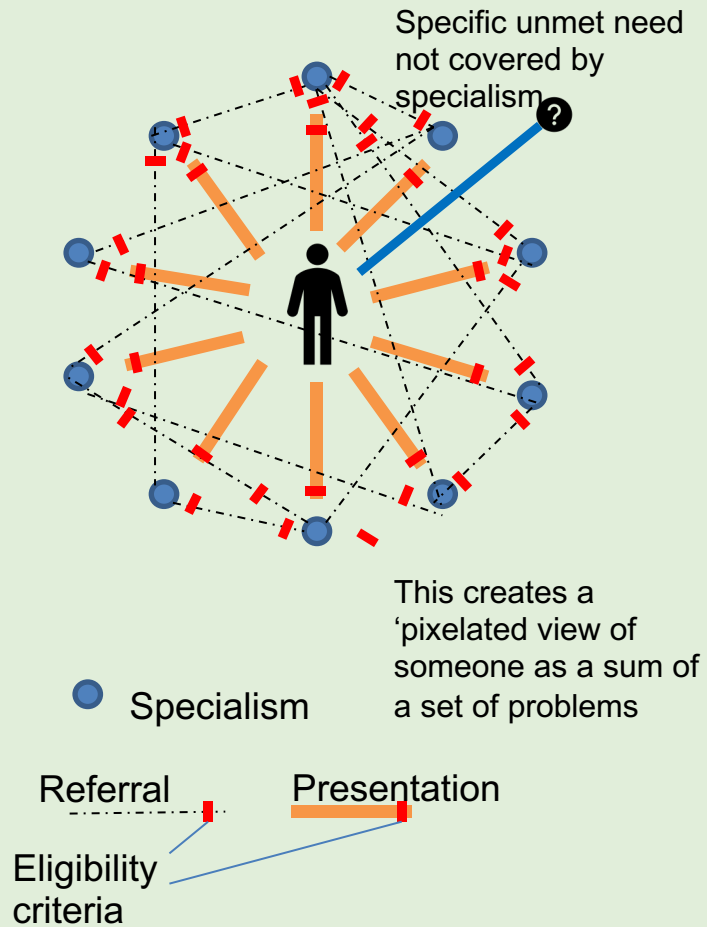 Specific unmet need
not covered by
specialism
?
This creates a
‘pixelated view of
someone as a sum of
a set of problems
Specialism
Referral
Presentation
Eligibility
criteria